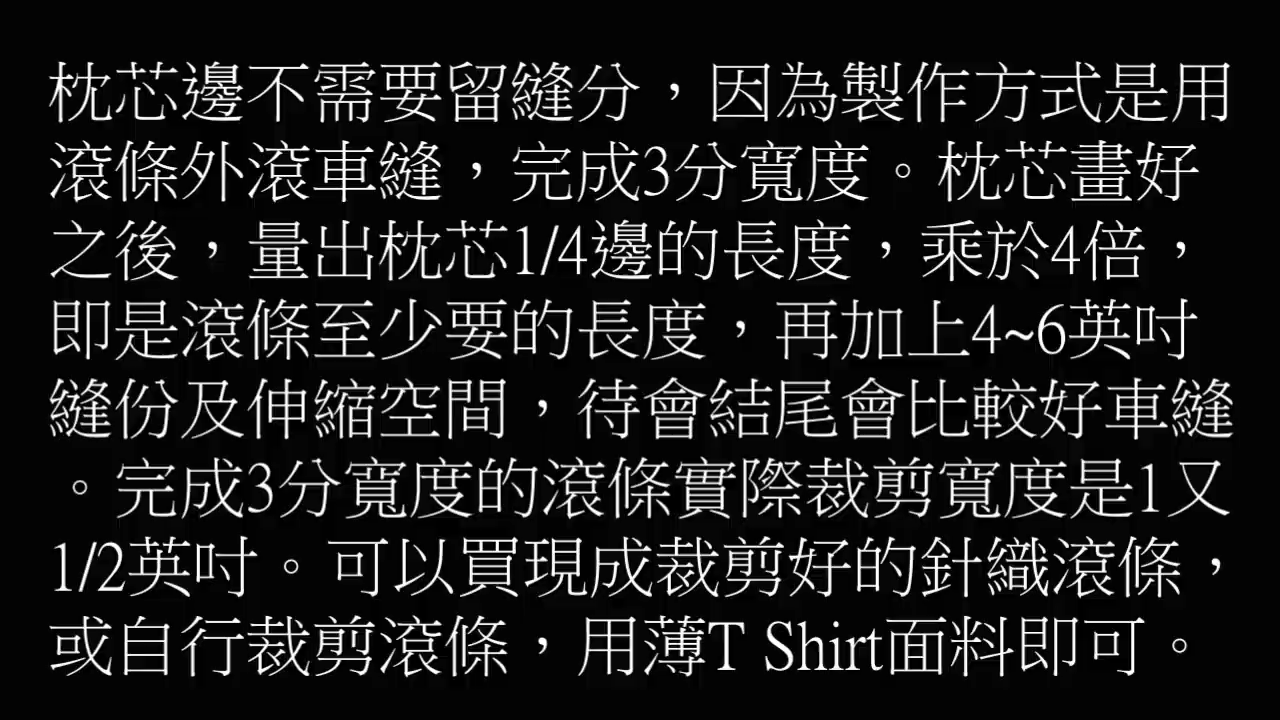 枕芯邊不需要留縫分，因為製作方式是用
滾條外滾車縫，完成3分寬度。枕芯畫好
之後，量出枕芯1/4邊的長度，乘於4倍，
即是滾條至少要的長度，再加上4~6英吋
縫份及伸縮空間，待會結尾會比較好車縫
。完成3分寬度的滾條實際裁剪寬度是1又
1/2英吋。可以買現成裁剪好的針織滾條，
或自行裁剪滾條，用薄T Shirt面料即可。